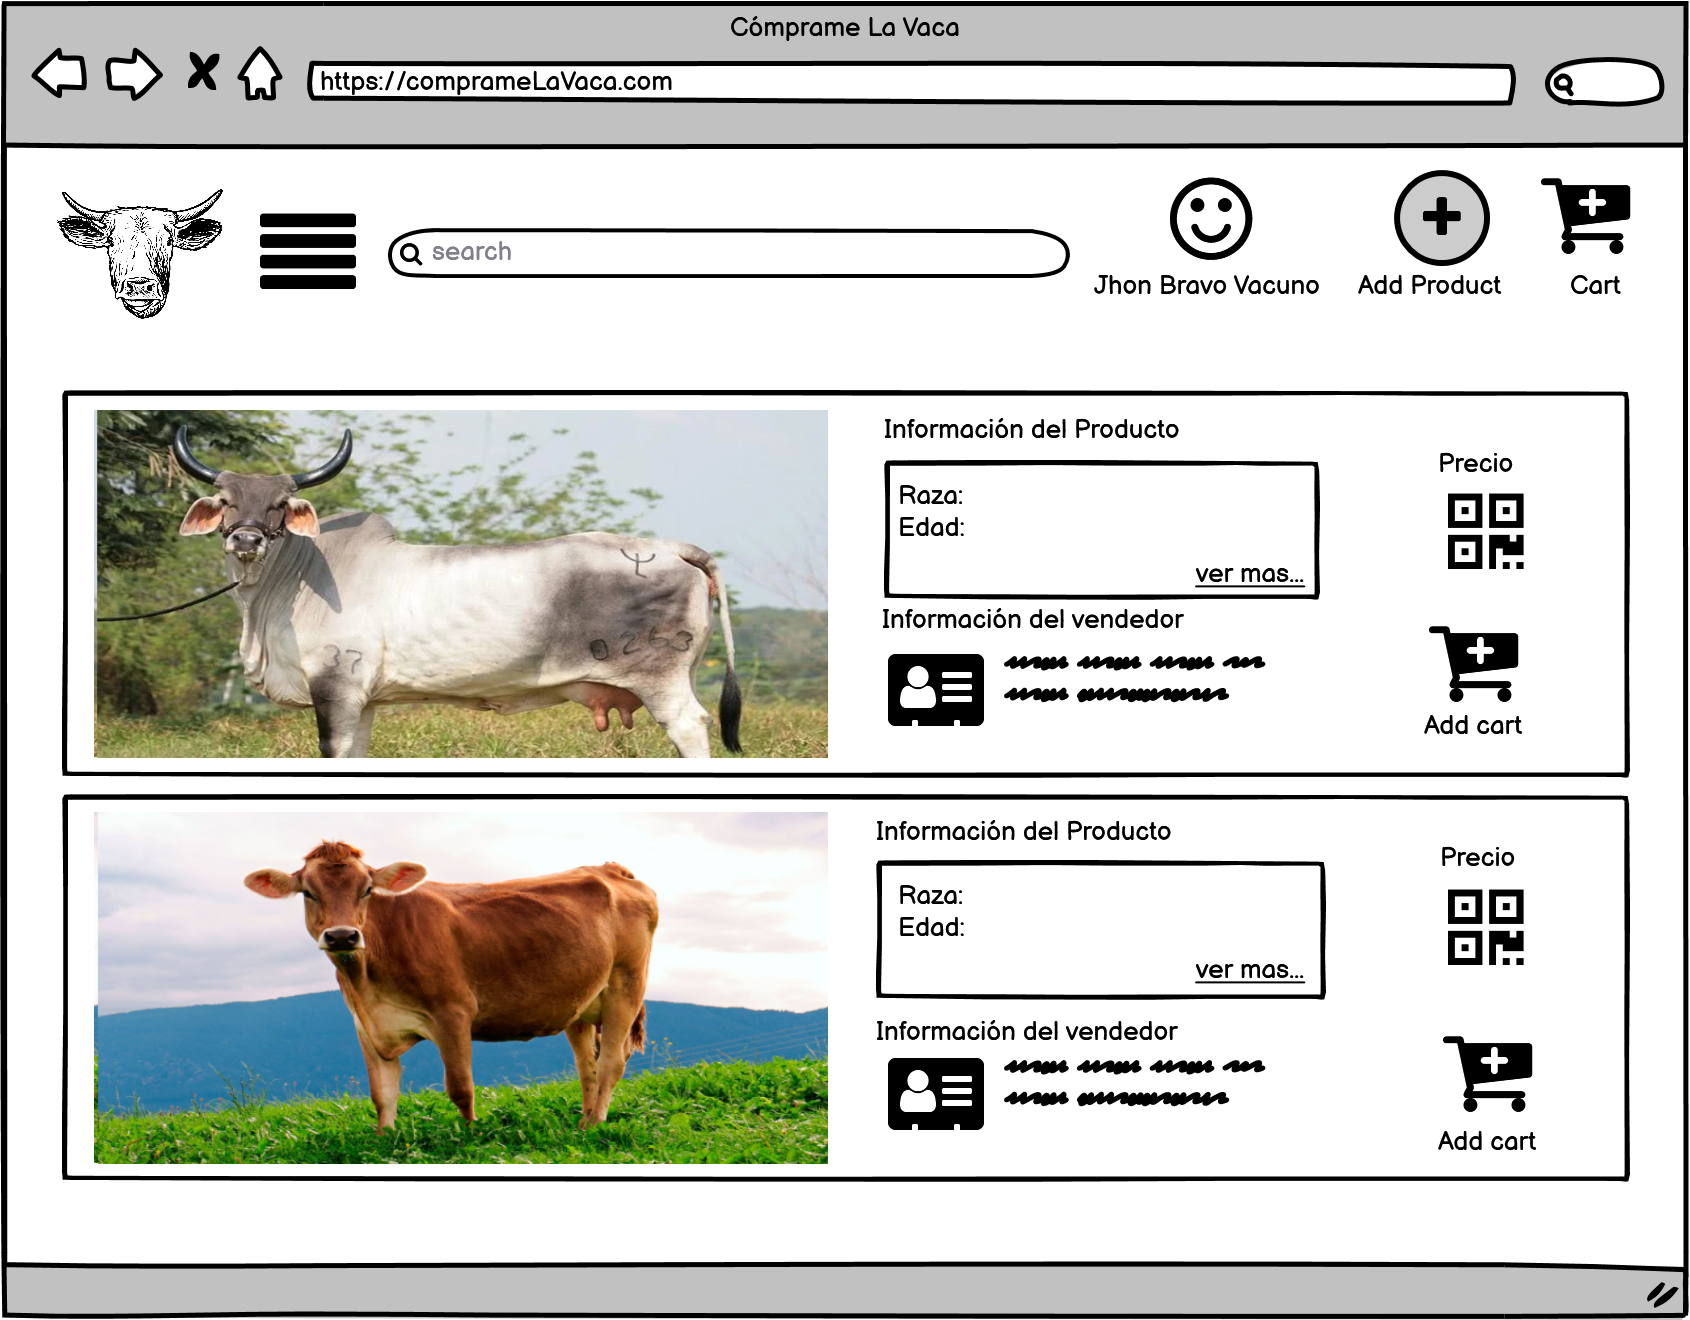 Cómprame La Vaca
https://comprameLaVaca.com
search
Jhon Bravo Vacuno
Add Product
Cart
Información del Producto
Raza:
Edad:
ver mas...
Precio
Información del vendedor
Add cart
37
0263
Información del Producto
Raza:
Edad:
ver mas...
Precio
Información del vendedor
Add cart